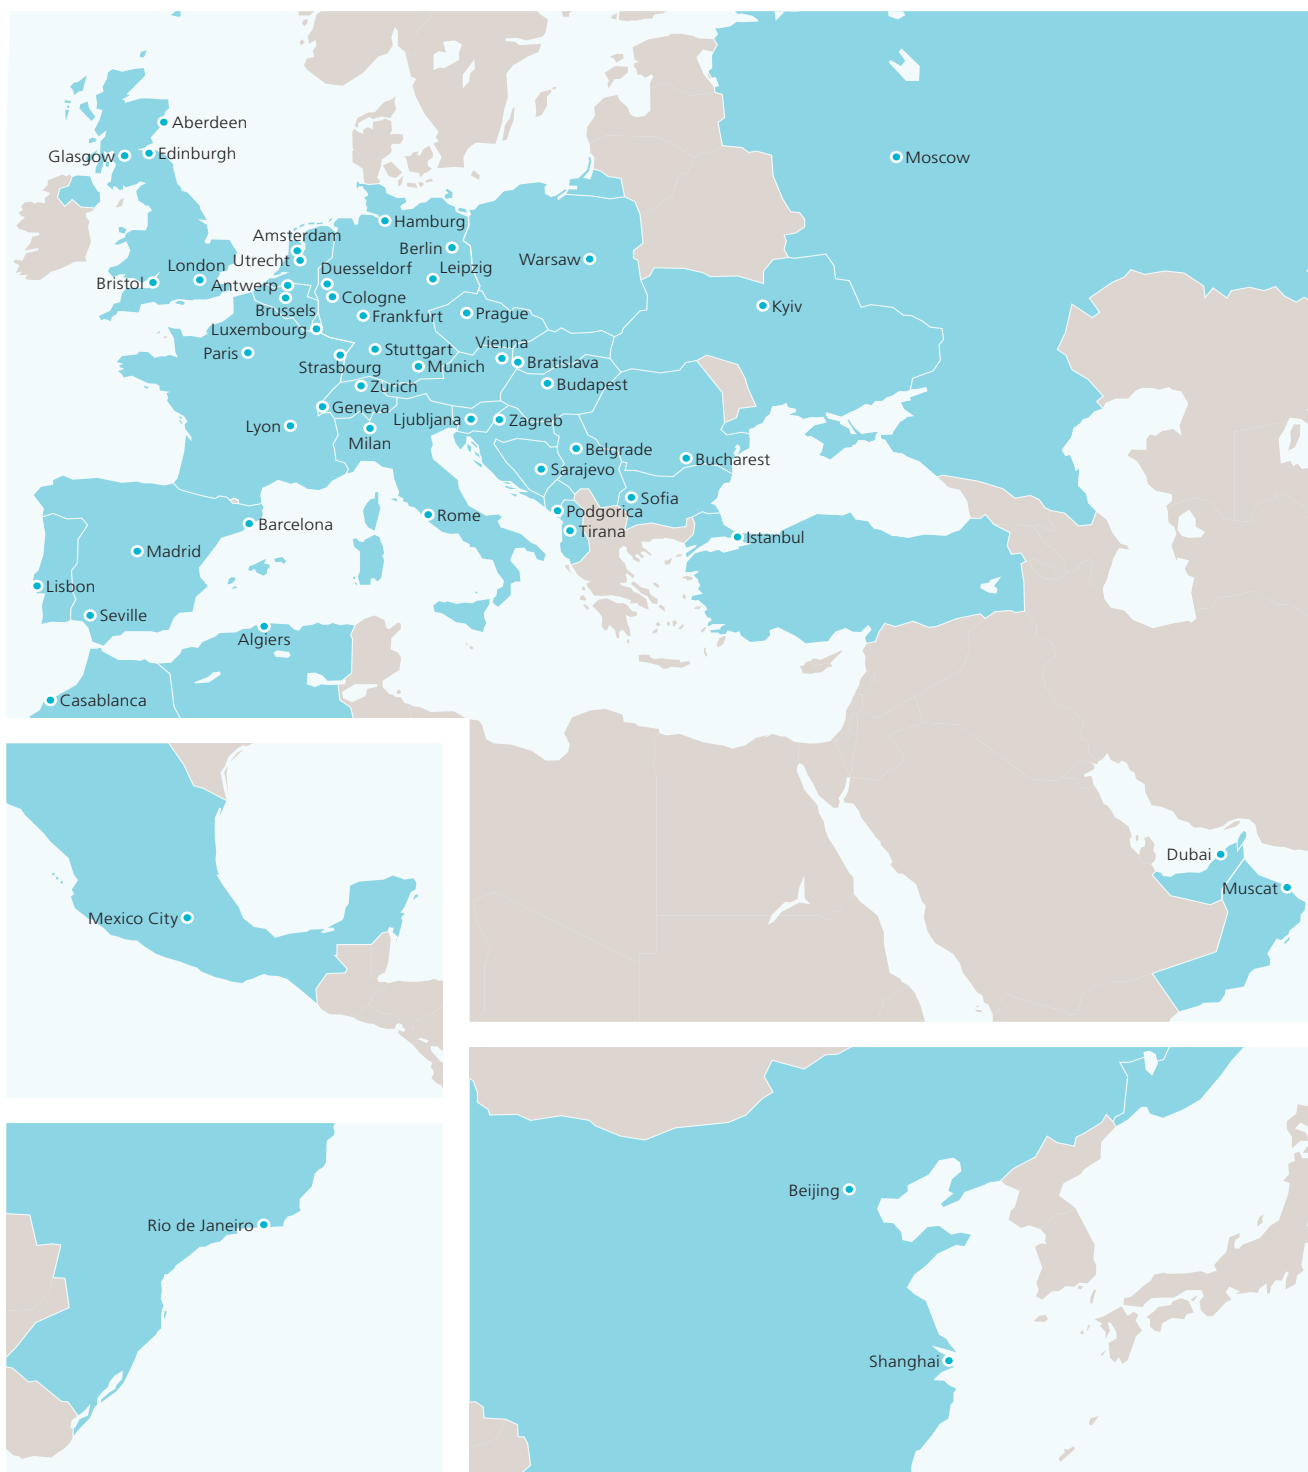 Aberdeen
Glasgow
Edinburgh
Moscow
Hamburg
Amsterdam
Berlin
Utrecht
Warsaw
London
Duesseldorf
Leipzig
Bristol
Antwerp
Cologne
Brussels
Kyiv
Frankfurt
Prague
Luxembourg
Vienna
Paris
Stuttgart
Strasbourg
Munich
Bratislava
Zurich
Budapest
Geneva
Lyon
Ljubljana
Zagreb
Milan
Belgrade
Bucharest
Sarajevo
Sofia
Rome
Podgorica
Barcelona
Tirana
Istanbul
Madrid
Lisbon
Seville
Algiers
Casablanca
Dubai
Muscat
Mexico City
Beijing
Rio de Janeiro
Shanghai